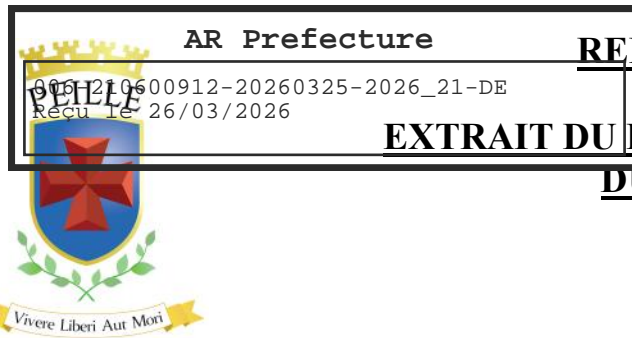 AR Prefecture
006-210600912-20260325-2026_21-DE
Reçu le 26/03/2026
PEILLE
EXTRAIT DU
DU
Vivere Liberi Aut Mori